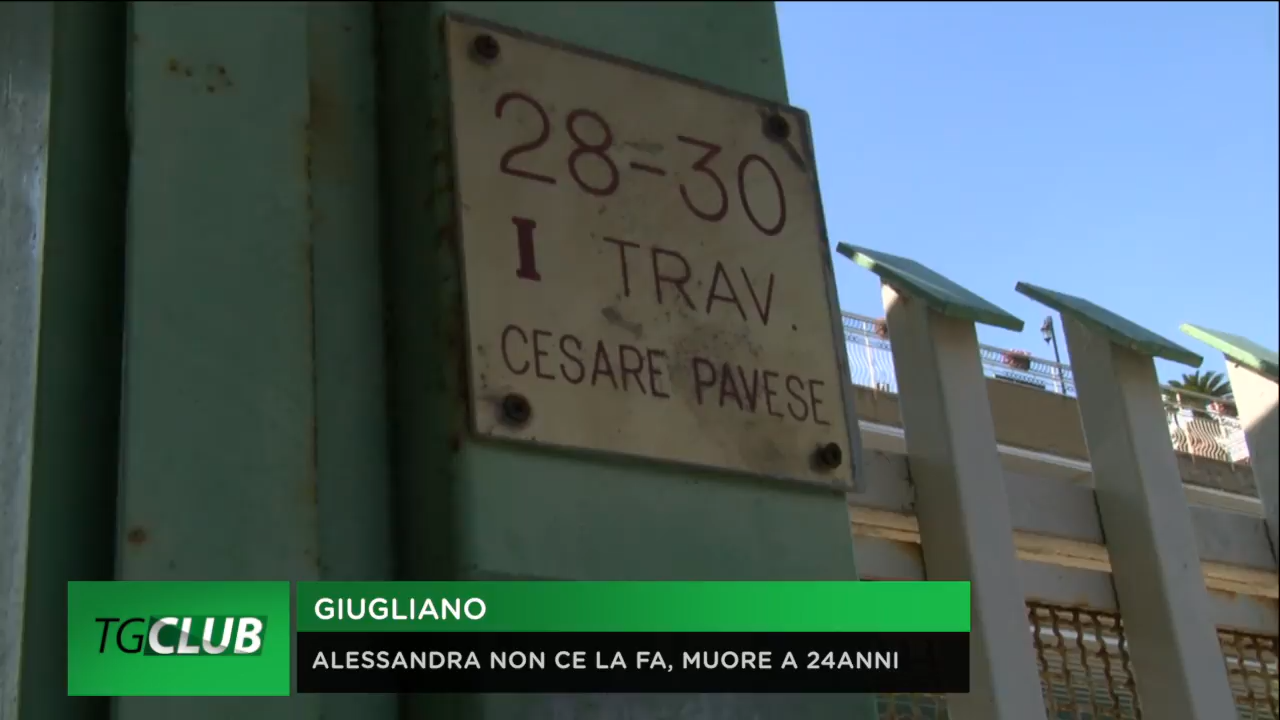 28-30
I TRAV.
CESARE PAVESE
TGCLUB
GIUGLIANO
ALESSANDRA NON CE LA FA, MUORE A 24ANNI